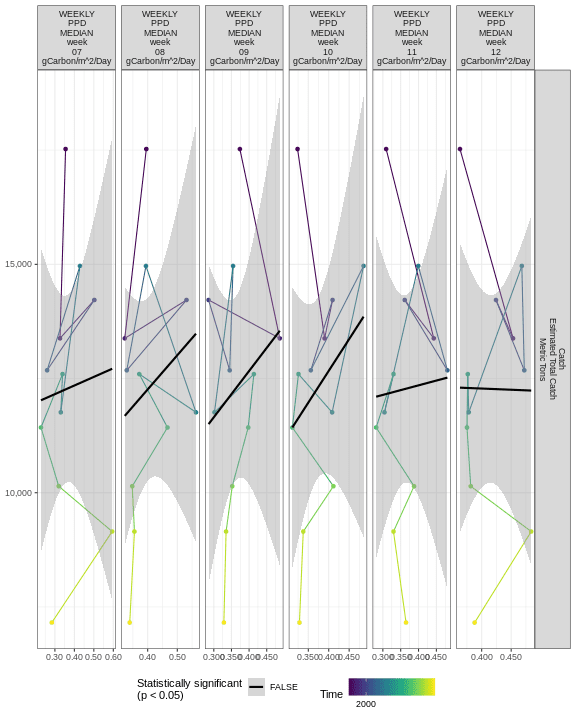 WEEKLY PPD MEDIAN week 07 gCarbon/m^2/Day
WEEKLY PPD MEDIAN week 08 gCarbon/m^2/Day
WEEKLY PPD MEDIAN week 09 gCarbon/m^2/Day
WEEKLY PPD MEDIAN week 10 gCarbon/m^2/Day
WEEKLY PPD MEDIAN week 11 gCarbon/m^2/Day
WEEKLY PPD MEDIAN week 12 gCarbon/m^2/Day
15,000
10,000
Catch
Estimated Total Catch
Metric Tons
0.30 0.40 0.50 0.60
0.40 0.50
0.300 0.350 0.400 0.450
0.350 0.400 0.450
0.300 0.350 0.400 0.450
0.400 0.450
Statistically significant
(p < 0.05)
FALSE
Time
2000